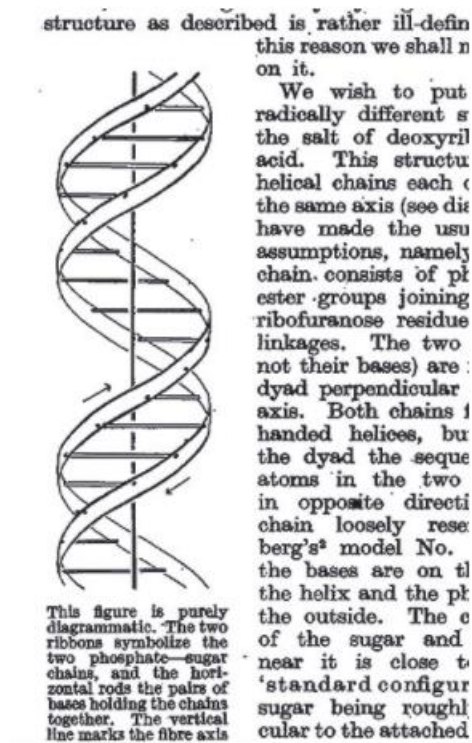 structure as described is rather ill-defin
this reason we shall n
on it.
We wish to put
radically different s
the salt of deoxyril
acid. This structu
helical chains each c
the same axis (see dia
have made the usu
assumptions, namely
chain consists of ph
ester groups joining
ribofuranose residue
linkages. The two
not their bases) are
dyad perpendicular
axis. Both chains f
handed helices, bu
the dyad the seque
atoms in the two
in opposite directi
chain loosely rese
berg's² model No.
the bases are on tl
the helix and the ph
the outside. The c
of the sugar and
near it is close to
'standard configur
sugar being roughl
cular to the attached
This figure is purely
diagrammatic. The two
ribbons symbolize the
two phosphate—sugar
chains, and the hori-
zontal rods the pairs of
bases holding the chains
together. The vertical
line marks the fibre axis